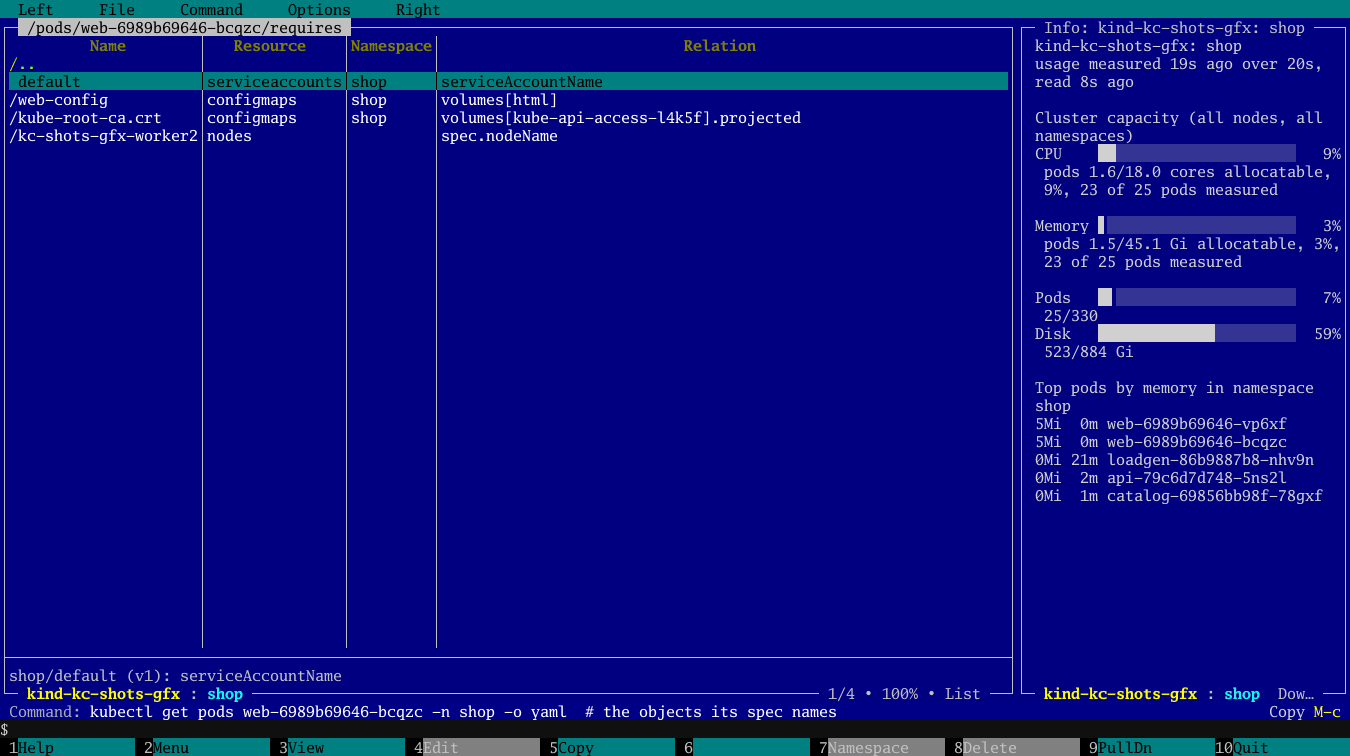 Left File Command Options Right
/pods/web-6989b69646-bcqzc/requires
Name Resource Namespace Relation
/..
default serviceaccounts shop serviceAccountName
/web-config configmaps shop volumes[html]
/kube-root-ca.crt configmaps shop volumes[kube-api-access-l4k5f].projected
/kc-shots-gfx-worker2 nodes spec.nodeName
shop/default (v1): serviceAccountName
kind-kc-shots-gfx : shop 1/4 • 100% • List
Info: kind-kc-shots-gfx: shop
kind-kc-shots-gfx: shop
usage measured 19s ago over 20s,
read 8s ago
Cluster capacity (all nodes, all
namespaces)
CPU 9%
pods 1.6/18.0 cores allocatable,
9%, 23 of 25 pods measured
Memory 3%
pods 1.5/45.1 Gi allocatable, 3%,
23 of 25 pods measured
Pods 7%
25/330
Disk 59%
523/884 Gi
Top pods by memory in namespace
shop
5Mi 0m web-6989b69646-vp6xf
5Mi 0m web-6989b69646-bcqzc
0Mi 21m loadgen-86b9887b8-nhv9n
0Mi 2m api-79c6d7d748-5ns2l
0Mi 1m catalog-69856bb98f-78gxf
kind-kc-shots-gfx : shop Dow…
Command: kubectl get pods web-6989b69646-bcqzc -n shop -o yaml # the objects its spec names
Copy M-c
$
1Help 2Menu 3View 4Edit 5Copy 6 7Namespace 8Delete 9PullDn 10Quit